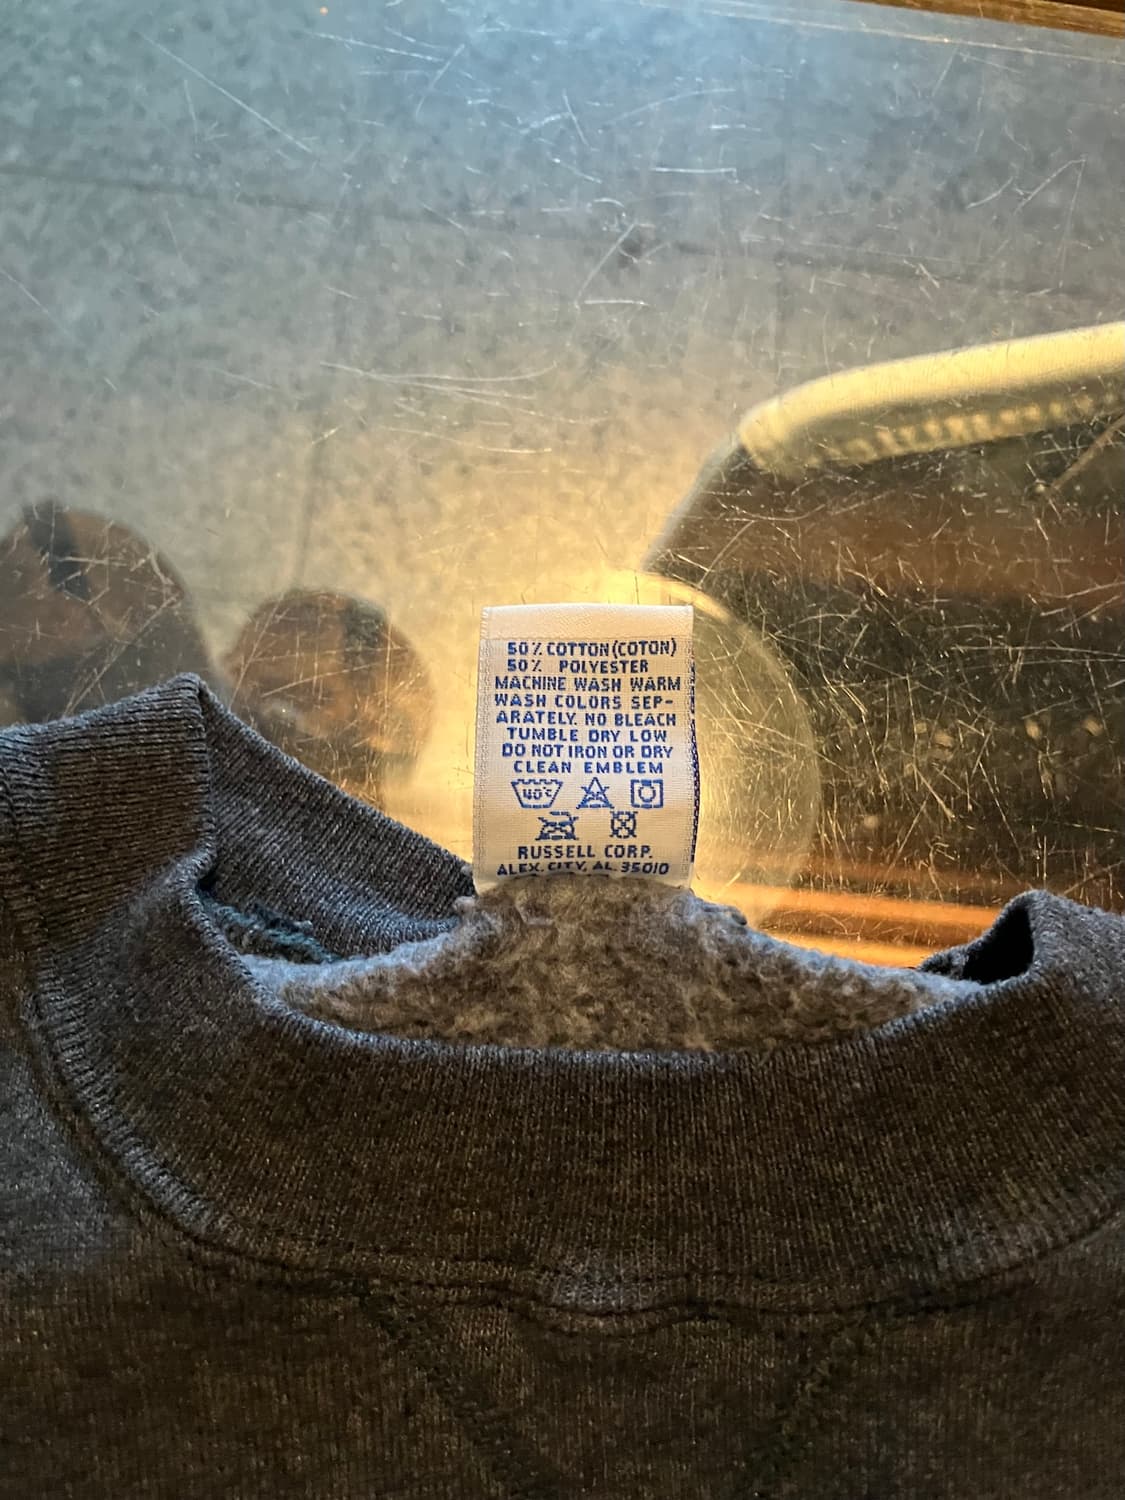 50% COTTON (COTON)
50% POLYESTER
MACHINE WASH WARM
WASH COLORS SEP-
ARATELY. NO BLEACH
TUMBLE DRY LOW
DO NOT IRON OR DRY
CLEAN EMBLEM
40°C
RUSSELL CORP.
ALEX. CITY, AL. 35010